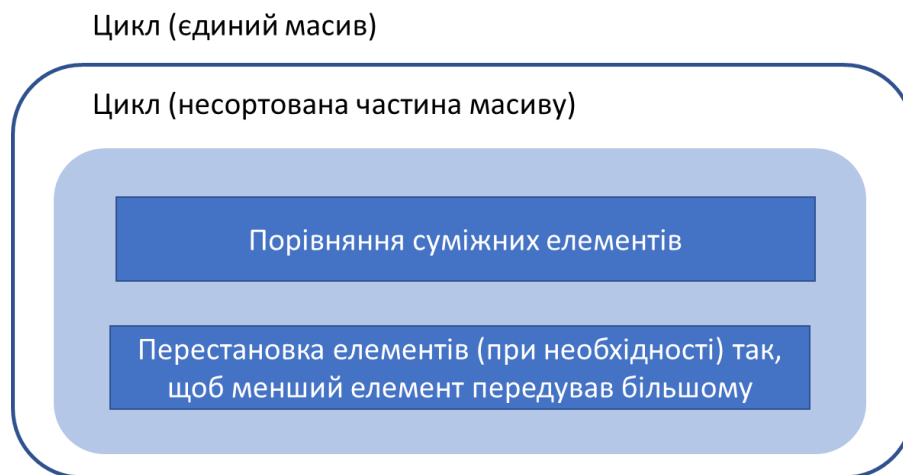 Цикл (єдиний масив)
Цикл (несортована частина масиву)
Порівняння суміжних елементів
Перестановка елементів (при необхідності) так,
щоб менший елемент передував більшому